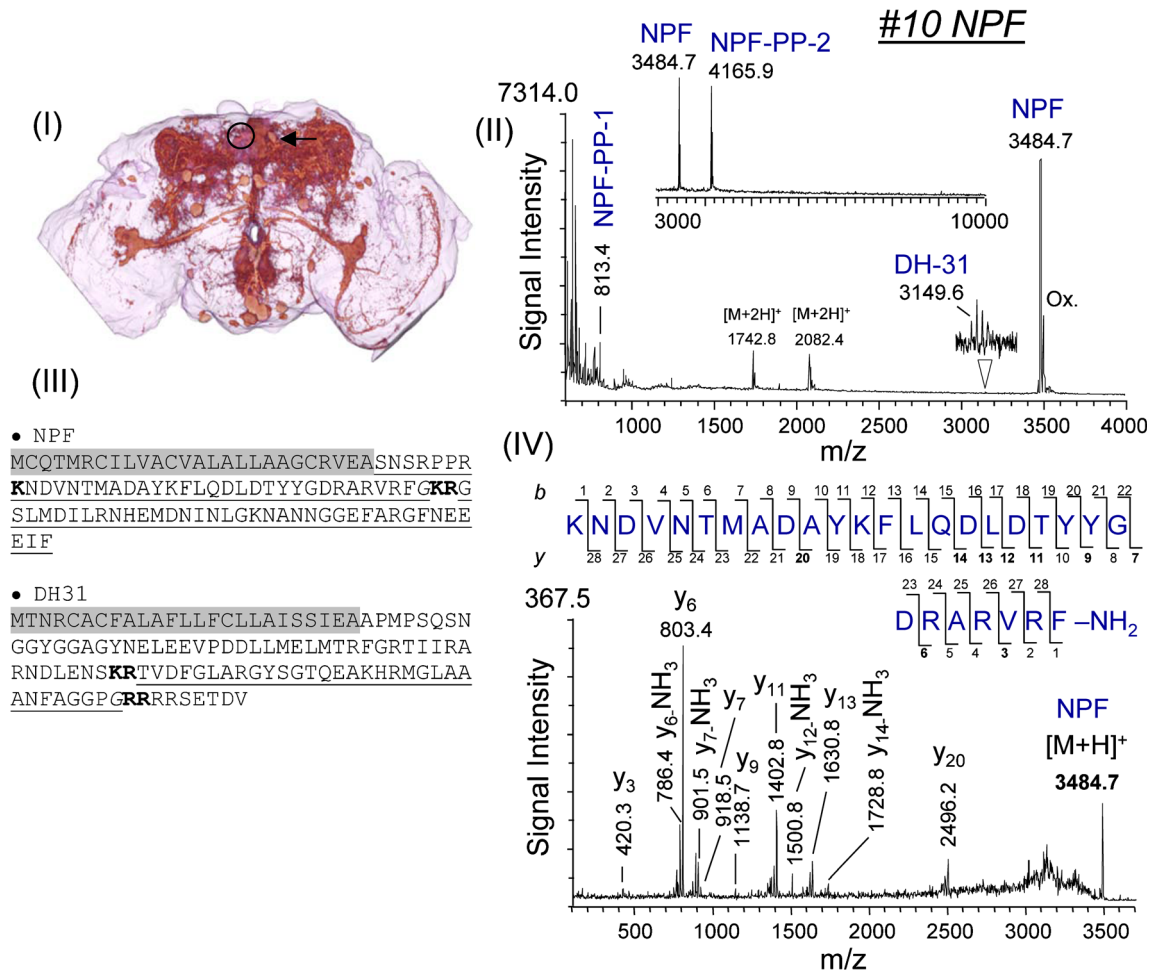 #10 NPF
(I)
(II)
7314.0
Signal Intensity
NPF-PP-1
813.4
NPF
3484.7
NPF-PP-2
4165.9
3000
10000
[M+2H]+
1742.8
[M+2H]+
2082.4
DH-31
3149.6
NPF
3484.7
Ox.
1000 1500 2000 2500 3000 3500 4000
m/z
(III)
• NPF
MCQTMRCILVACVALALLAAGCRVEASNSRPPR
KNDVNTMADAYKFLQDLDTYYGDRARVRFGKRG
SLMDILRNHEMDNINLGKNANNGGEFARGFNEE
EIF
• DH31
MTNRCACFALAFLLFCLLAISSIEAAPMPSQSN
GGYGGAGYNELEEVPDDLLMELMTRFGRTIIRA
RNDLENSKRTVDFGLARGYSGTQEAKHRMGLAA
ANFAGGPGRRRRSETDV
(IV)
b 1 2 3 4 5 6 7 8 9 10 11 12 13 14 15 16 17 18 19 20 21 22
KNDVNTMADAYKFLQDLDTYYG
y 28 27 26 25 24 23 22 21 20 19 18 17 16 15 14 13 12 11 10 9 8 7
23 24 25 26 27 28
DRARVRF–NH2
6 5 4 3 2 1
367.5
Signal Intensity
y3
420.3
786.4 y6-NH3
y6
803.4
901.5 y7-NH3
918.5 y7
1138.7 y9
y11
1402.8
1500.8 y12-NH3
1630.8 y13
1728.8 y14-NH3
y20
2496.2
NPF
[M+H]+
3484.7
500 1000 1500 2000 2500 3000 3500
m/z